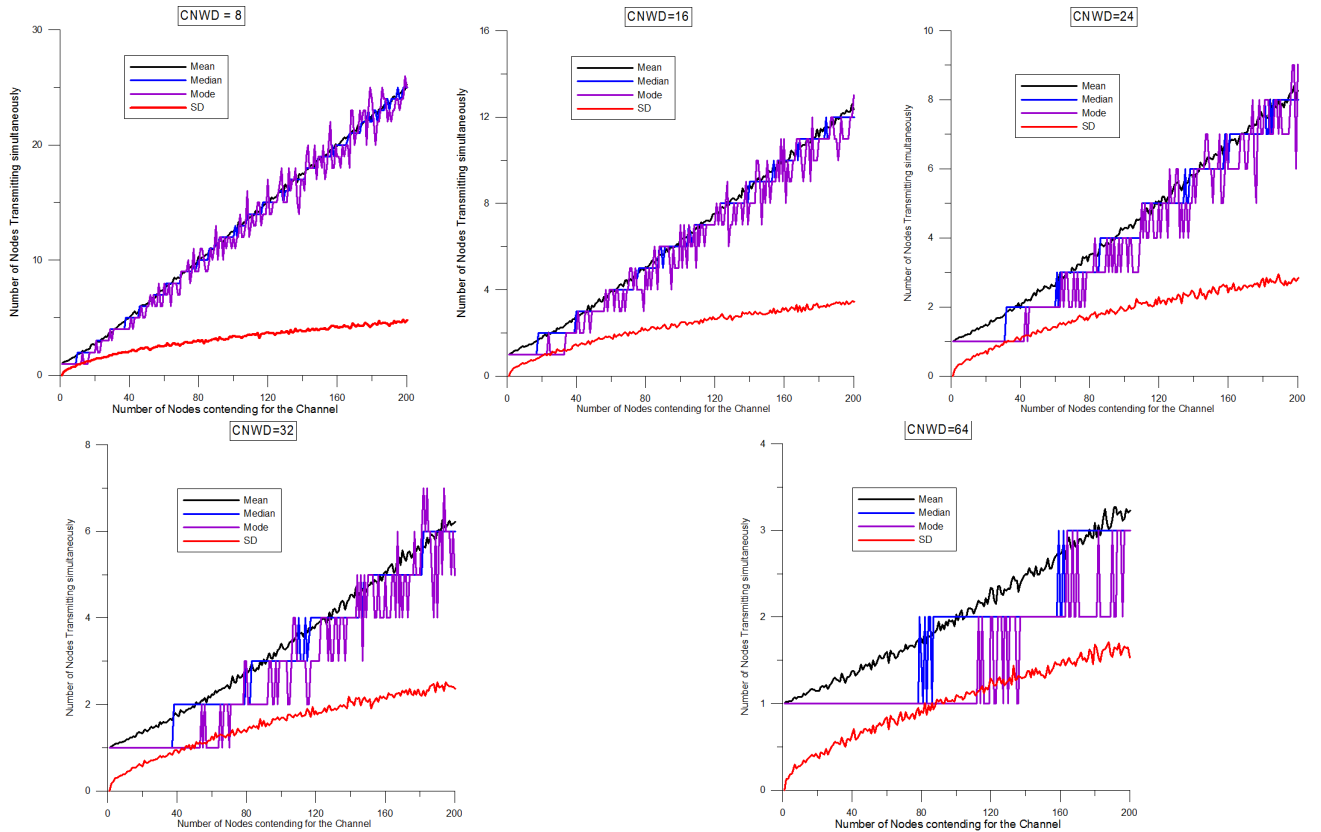 CNWD = 8
30
20
10
0
Number of Nodes Transmitting simultaneously
Mean
Median
Mode
SD
0
40
80
120
160
200
Number of Nodes contending for the Channel
CNWD=16
16
12
8
4
0
Number of Nodes Transmitting simultaneously
Mean
Median
Mode
SD
0
40
80
120
160
200
Number of Nodes contending for the Channel
CNWD=24
10
8
6
4
2
0
Number of Nodes Transmitting simultaneously
Mean
Median
Mode
SD
0
40
80
120
160
200
Number of Nodes contending for the Channel
CNWD=32
8
6
4
2
0
Number of Nodes Transmitting simultaneously
Mean
Median
Mode
SD
0
40
80
120
160
200
Number of Nodes contending for the Channel
CNWD=64
4
3
2
1
0
Number of Nodes Transmitting simultaneously
Mean
Median
Mode
SD
0
40
80
120
160
200
Number of Nodes contending for the Channel